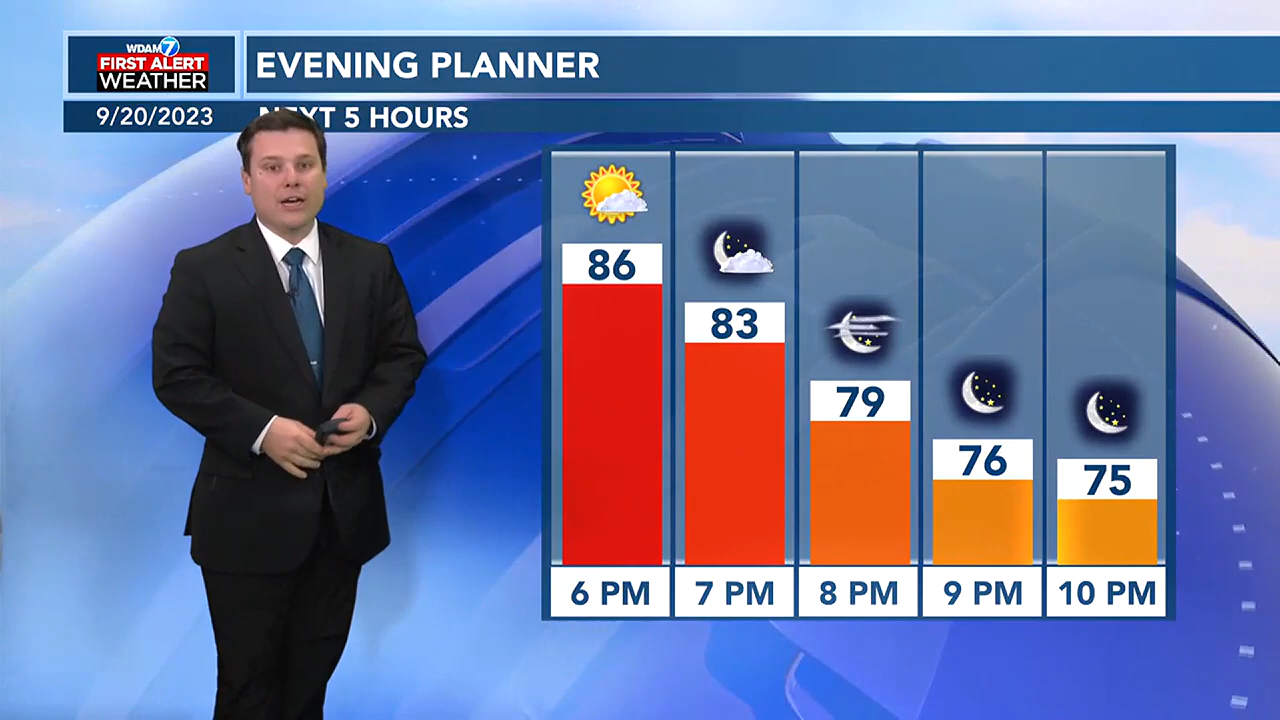 WDAM 7
FIRST ALERT
WEATHER
EVENING PLANNER
9/20/2023
NEXT 5 HOURS
86
83
79
76
75
6 PM
7 PM
8 PM
9 PM
10 PM